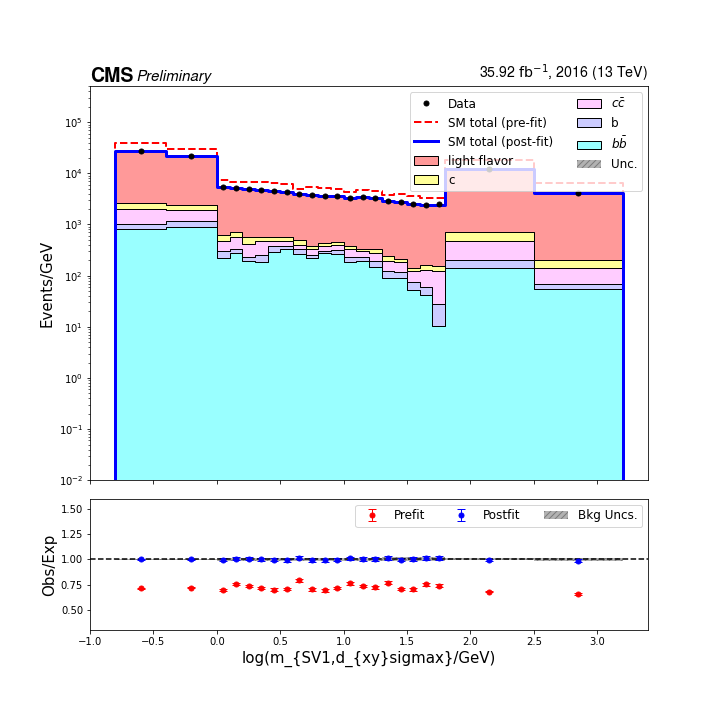 CMS Preliminary
35.92 fb⁻¹, 2016 (13 TeV)
Data
SM total (pre-fit)
SM total (post-fit)
light flavor
c
cc̄
b
bb̄
Unc.
Events/GeV
10⁵
10⁴
10³
10²
10¹
10⁰
10⁻¹
10⁻²
Prefit
Postfit
Bkg Uncs.
Obs/Exp
1.50
1.25
1.00
0.75
0.50
−1.0 −0.5 0.0 0.5 1.0 1.5 2.0 2.5 3.0
log(m_{SV1,d_{xy}sigmax}/GeV)